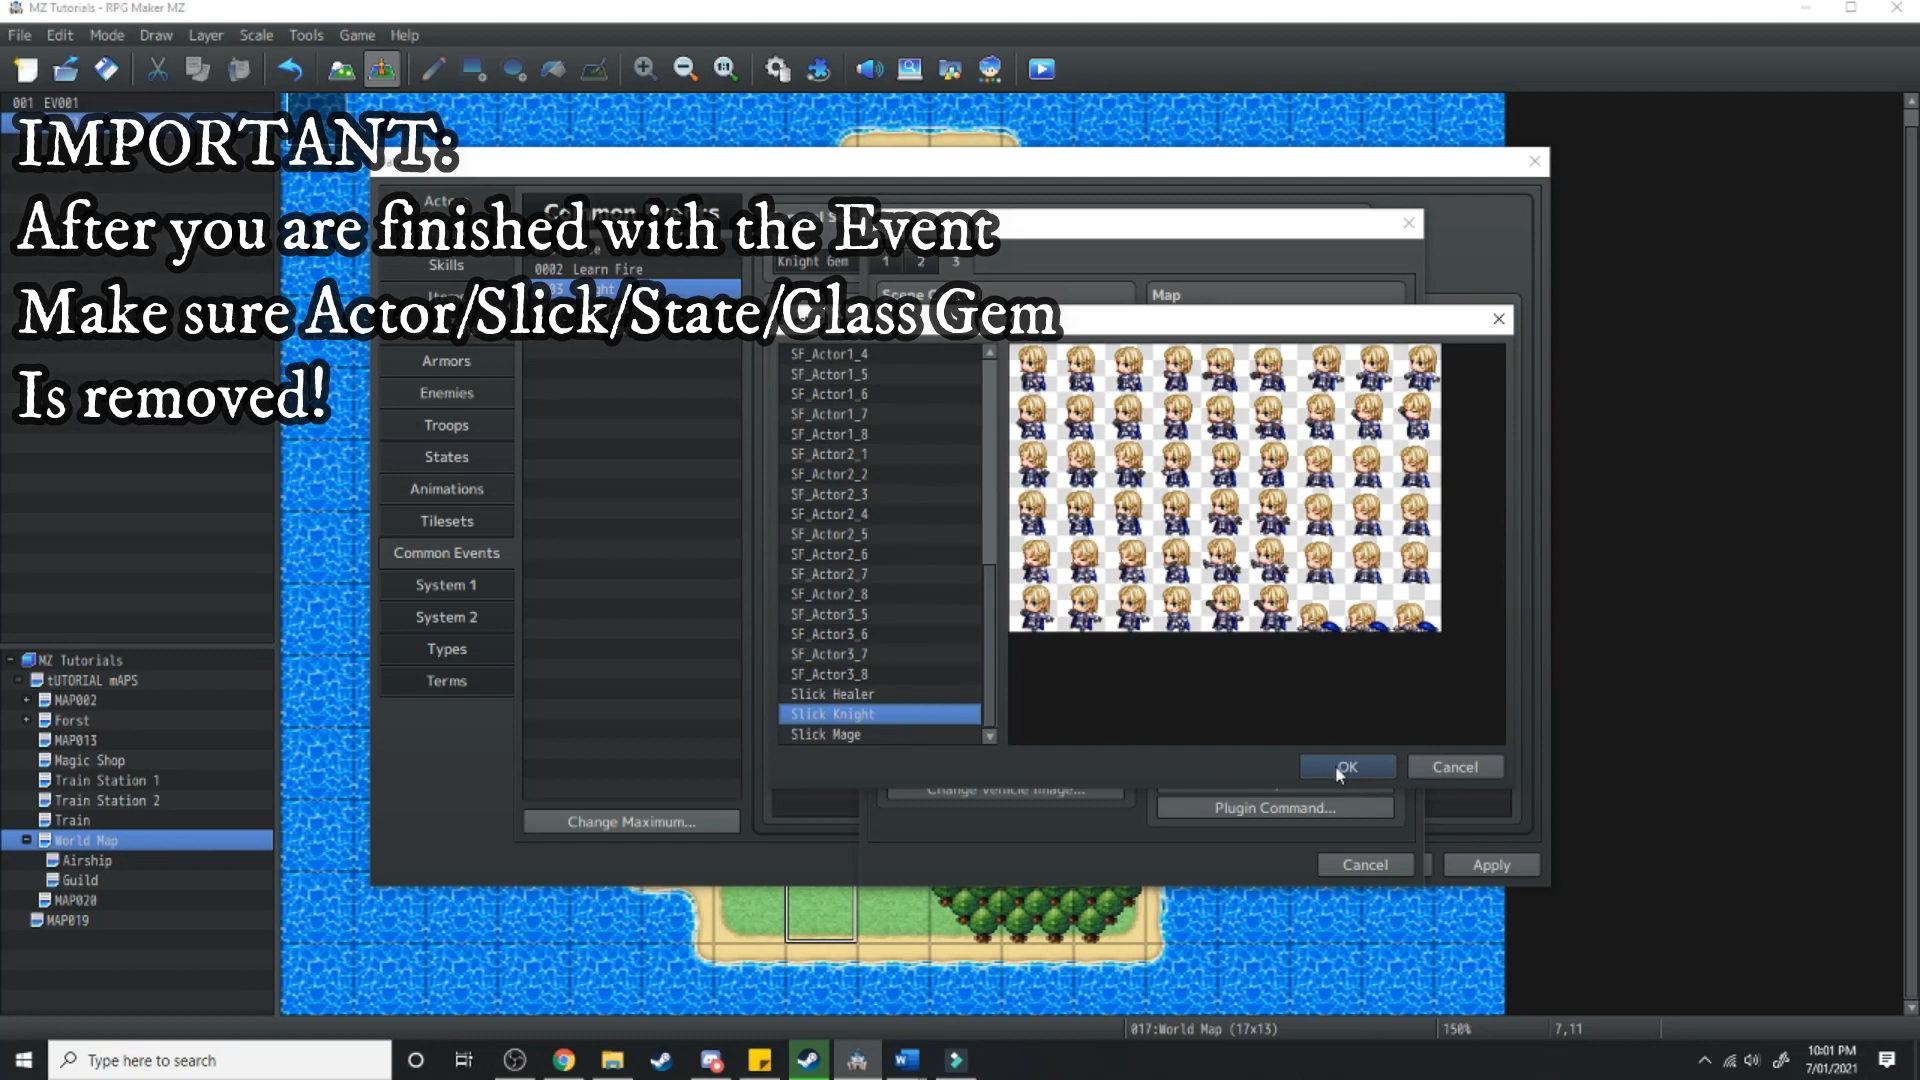 MZ Tutorials - RPG Maker MZ
File Edit Mode Draw Layer Scale Tools Game Help
001 EV001
IMPORTANT:
After you are finished with the Event
Make sure Actor/Slick/State/Class Gem
Is removed!
Skills
Armors
Enemies
Troops
States
Animations
Tilesets
Common Events
System 1
System 2
Types
Terms
Common Events
0002 Learn Fire
Change Maximum...
Knight Gem
1 2 3
Map
SF_Actor1_4
SF_Actor1_5
SF_Actor1_6
SF_Actor1_7
SF_Actor1_8
SF_Actor2_1
SF_Actor2_2
SF_Actor2_3
SF_Actor2_4
SF_Actor2_5
SF_Actor2_6
SF_Actor2_7
SF_Actor2_8
SF_Actor3_5
SF_Actor3_6
SF_Actor3_7
SF_Actor3_8
Slick Healer
Slick Knight
Slick Mage
OK Cancel
Change Vehicle Image...
Plugin Command...
Cancel Apply
MZ Tutorials
tUTORIAL mAPS
MAP002
Forst
MAP013
Magic Shop
Train Station 1
Train Station 2
Train
World Map
Airship
Guild
MAP020
MAP019
017:World Map (17x13) 150% 7,11
Type here to search
10:01 PM
7/01/2021